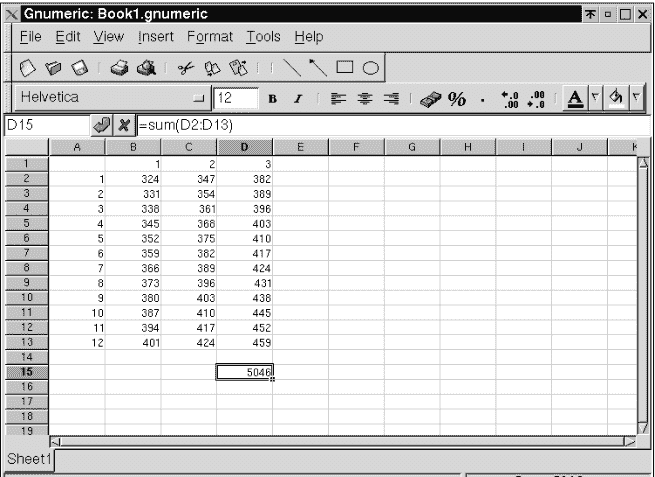 Gnumeric: Book1.gnumeric
File Edit View Insert Format Tools Help
Helvetica 12 B I % . +.0 .00 .00 +.0 A
D15 =sum(D2:D13)
A B C D E F G H I J K
1 1 2 3
2 1 324 347 382
3 2 331 354 389
4 3 338 361 396
5 4 345 368 403
6 5 352 375 410
7 6 359 382 417
8 7 366 389 424
9 8 373 396 431
10 9 380 403 438
11 10 387 410 445
12 11 394 417 452
13 12 401 424 459
14
15 5046
16
17
18
19
Sheet1